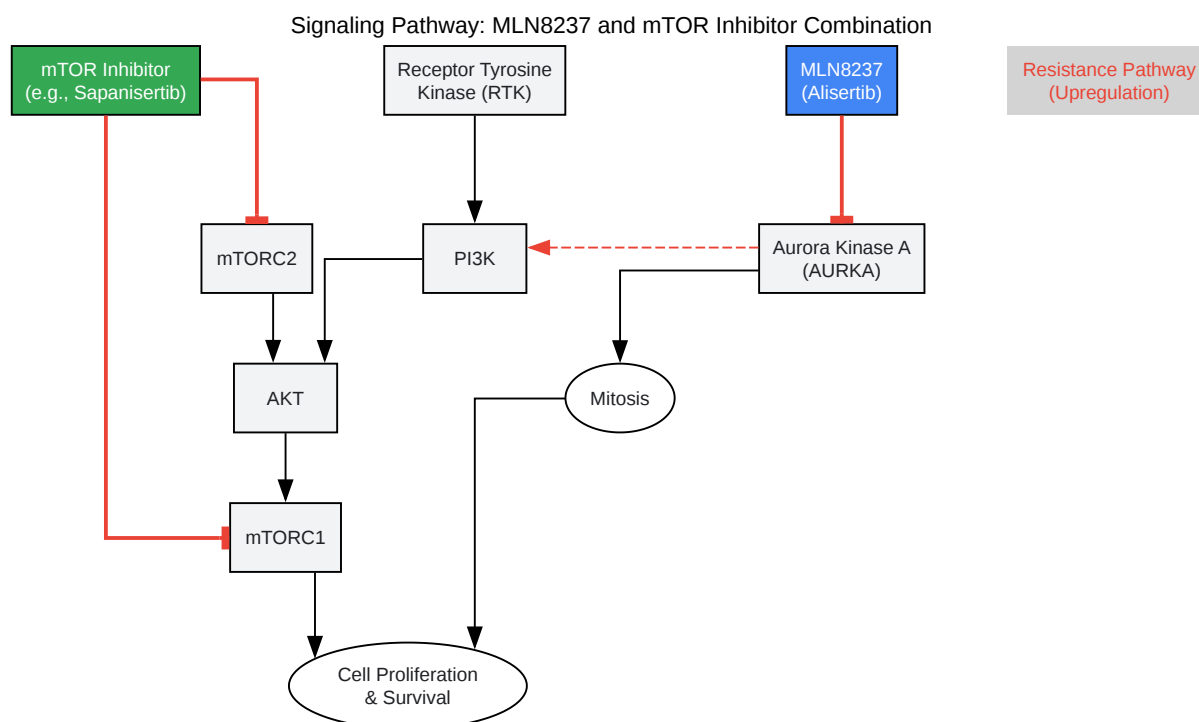 Signaling Pathway: MLN8237 and mTOR Inhibitor Combination
mTOR Inhibitor
(e.g., Sapanisertib)
Receptor Tyrosine
Kinase (RTK)
MLN8237
(Alisertib)
Resistance Pathway
(Upregulation)
mTORC2
PI3K
Aurora Kinase A
(AURKA)
AKT
Mitosis
mTORC1
Cell Proliferation
& Survival